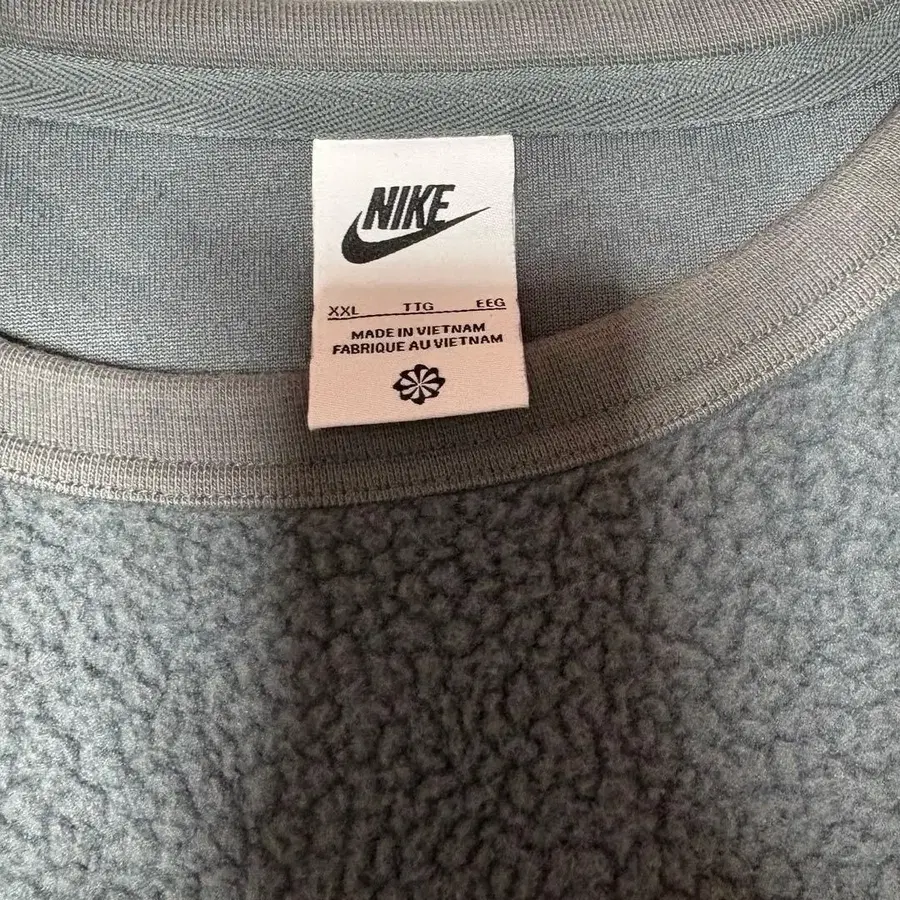 NIKE
XXL TTG EEG
MADE IN VIETNAM
FABRIQUE AU VIETNAM